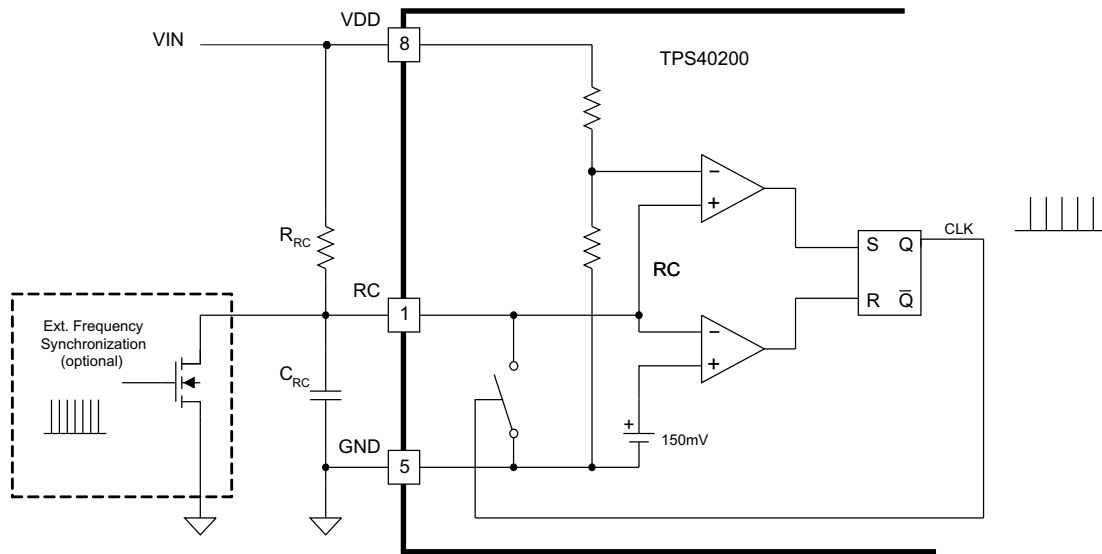 VDD
VIN
8
TPS40200
−
+
R_RC
S Q
CLK
RC
RC
R Q̅
1
Ext. Frequency
Synchronization
(optional)
−
+
C_RC
+
150mV
GND
5